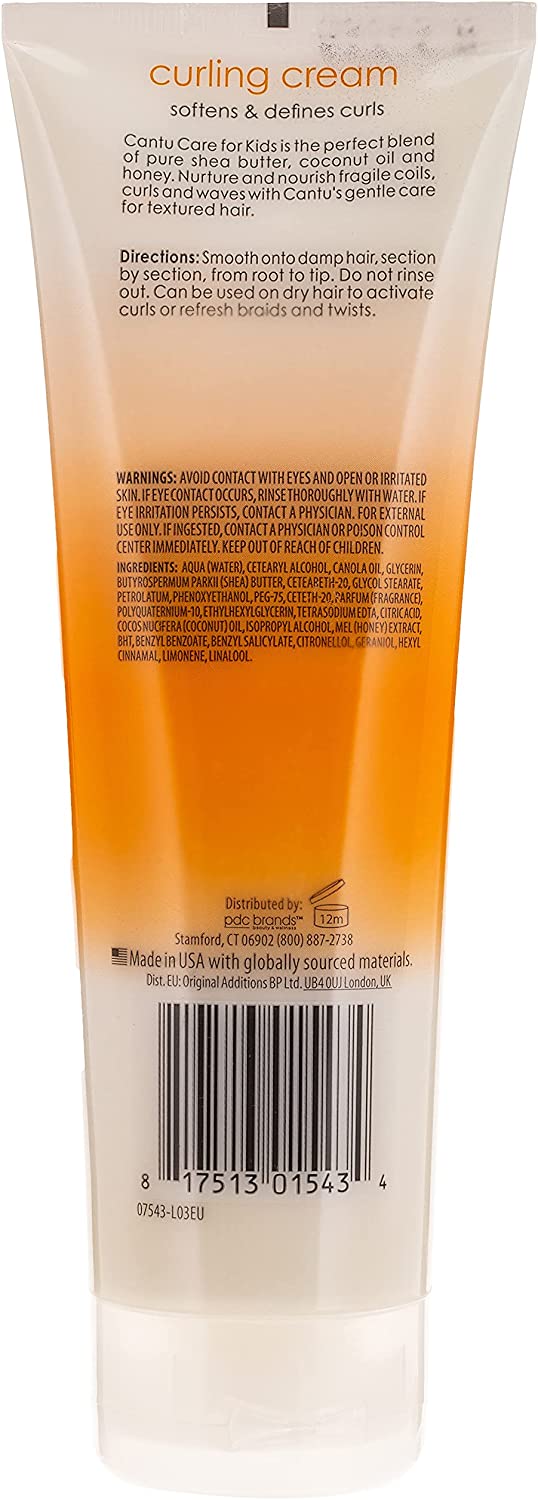 curling cream
softens & defines curls
Cantu Care for Kids is the perfect blend
of pure shea butter, coconut oil and
honey. Nurture and nourish fragile coils,
curls and waves with Cantu's gentle care
for textured hair.
Directions: Smooth onto damp hair, section
by section, from root to tip. Do not rinse
out. Can be used on dry hair to activate
curls or refresh braids and twists.
WARNINGS: AVOID CONTACT WITH EYES AND OPEN OR IRRITATED
SKIN. IF EYE CONTACT OCCURS, RINSE THOROUGHLY WITH WATER. IF
EYE IRRITATION PERSISTS, CONTACT A PHYSICIAN. FOR EXTERNAL
USE ONLY. IF INGESTED, CONTACT A PHYSICIAN OR POISON CONTROL
CENTER IMMEDIATELY. KEEP OUT OF REACH OF CHILDREN.
INGREDIENTS: AQUA (WATER), CETEARYL ALCOHOL, CANOLA OIL, GLYCERIN,
BUTYROSPERMUM PARKII (SHEA) BUTTER, CETEARETH-20, GLYCOL STEARATE,
PETROLATUM, PHENOXYETHANOL, PEG-75, CETETH-20, PARFUM (FRAGRANCE),
POLYQUATERNIUM-10, ETHYLHEXYLGLYCERIN, TETRASODIUM EDTA, CITRIC ACID,
COCOS NUCIFERA (COCONUT) OIL, ISOPROPYL ALCOHOL, MEL (HONEY) EXTRACT,
BHT, BENZYL BENZOATE, BENZYL SALICYLATE, CITRONELLOL, GERANIOL, HEXYL
CINNAMAL, LIMONENE, LINALOOL.
Distributed by:
pdc brands™
beauty & wellness
12m
Stamford, CT 06902 (800) 887-2738
Made in USA with globally sourced materials.
Dist. EU: Original Additions BP Ltd. UB4 0UJ London, UK
8 17513 01543 4
07543-L03EU